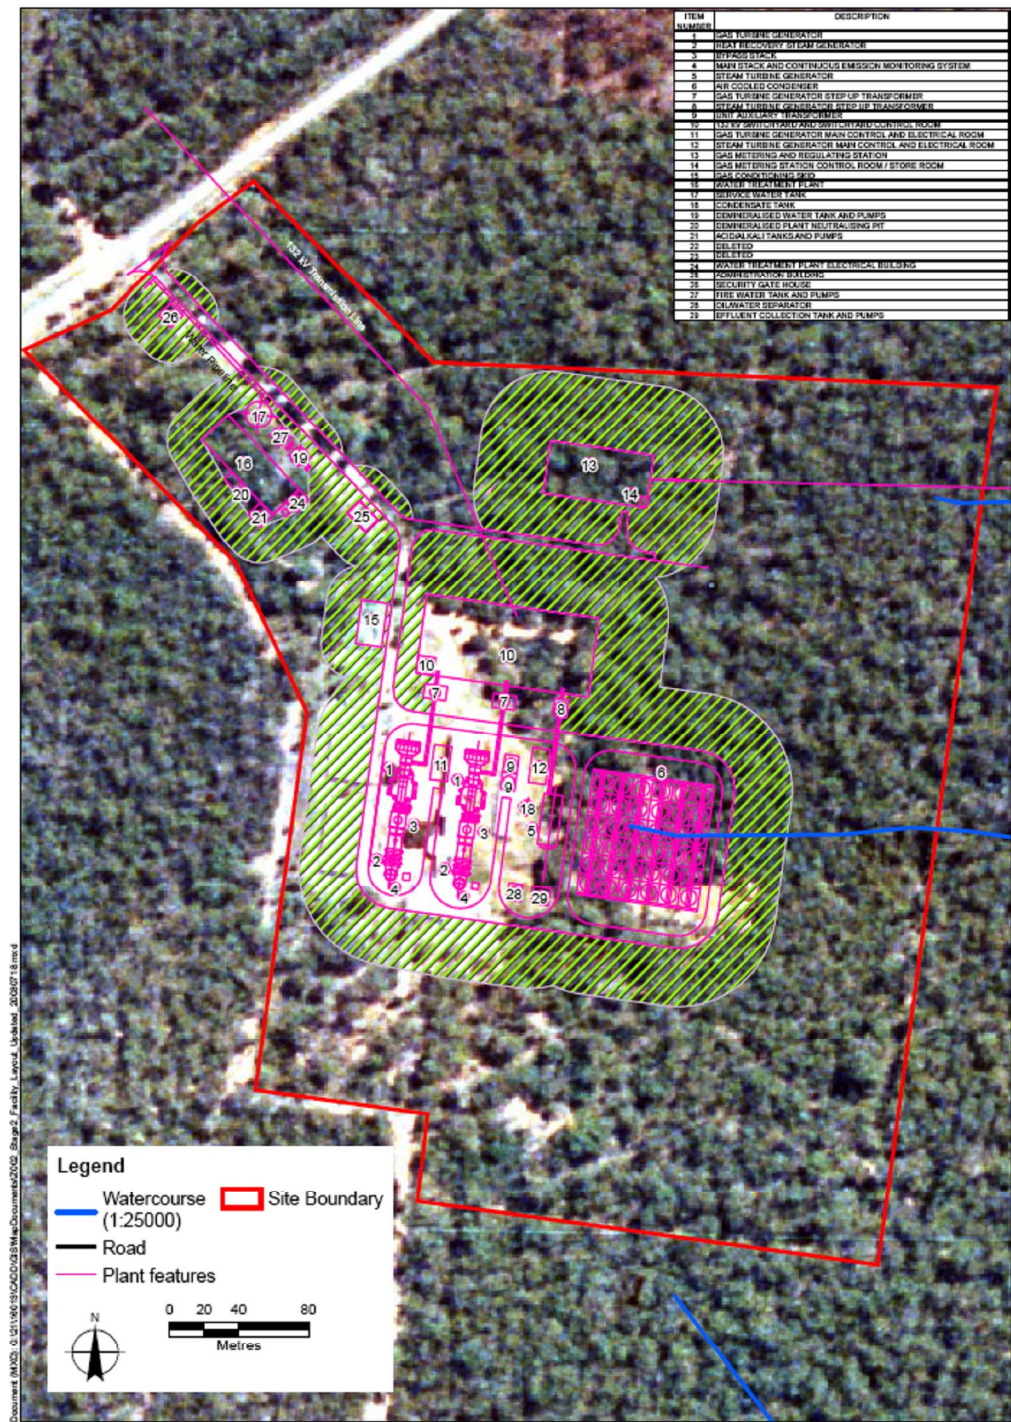 ITEM NUMBER DESCRIPTION
1 GAS TURBINE GENERATOR
2 HEAT RECOVERY STEAM GENERATOR
3 BYPASS STACK
4 MAIN STACK AND CONTINUOUS EMISSION MONITORING SYSTEM
5 STEAM TURBINE GENERATOR
6 AIR COOLED CONDENSER
7 GAS TURBINE GENERATOR STEP UP TRANSFORMER
8 STEAM TURBINE GENERATOR STEP UP TRANSFORMER
9 UNIT AUXILIARY TRANSFORMER
10 132 kV SWITCHYARD AND SWITCHYARD CONTROL ROOM
11 GAS TURBINE GENERATOR MAIN CONTROL AND ELECTRICAL ROOM
12 STEAM TURBINE GENERATOR MAIN CONTROL AND ELECTRICAL ROOM
13 GAS METERING AND REGULATING STATION
14 GAS METERING STATION CONTROL ROOM / STORE ROOM
15 GAS CONDITIONING SKID
16 WATER TREATMENT PLANT
17 SERVICE WATER TANK
18 CONDENSATE TANK
19 DEMINERALISED WATER TANK AND PUMPS
20 DEMINERALISED PLANT NEUTRALISING PIT
21 ACID/ALKALI TANKS AND PUMPS
22 DELETED
23 DELETED
24 WATER TREATMENT PLANT ELECTRICAL BUILDING
25 ADMINISTRATION BUILDING
26 SECURITY GATE HOUSE
27 FIRE WATER TANK AND PUMPS
28 OIL/WATER SEPARATOR
29 EFFLUENT COLLECTION TANK AND PUMPS
132 kV Transmission Line
26
Water Pipeline
17
27
19
16
20
24
21
25
13
14
15
10
10
7
7
8
1
11
1
9
9
12
6
18
3
3
5
2
2
4
4
28
29
Legend
Watercourse
(1:25000)
Site Boundary
Road
Plant features
N
0 20 40 80
Metres